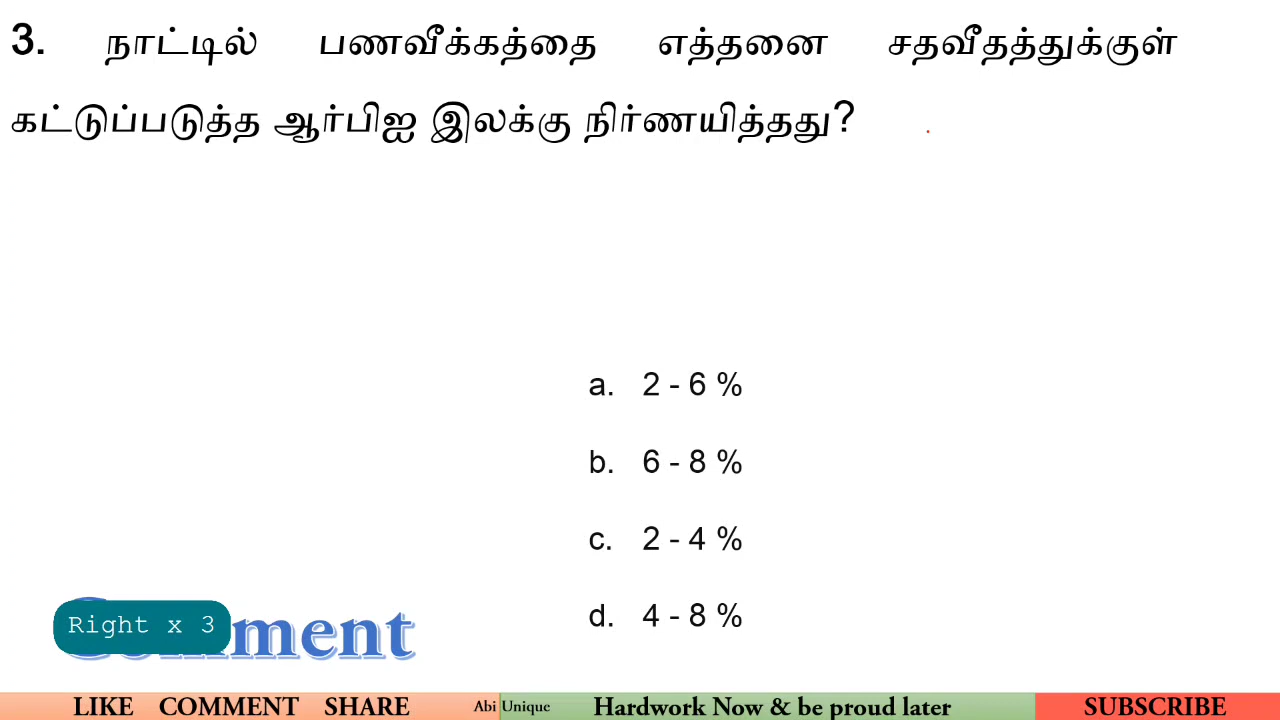 3. நாட்டில் பணவீக்கத்தை எத்தனை சதவீதத்துக்குள்
கட்டுப்படுத்த ஆர்பிஐ இலக்கு நிர்ணயித்தது?
a. 2 - 6 %
b. 6 - 8 %
c. 2 - 4 %
d. 4 - 8 %
Right x 3
Comment
LIKE COMMENT SHARE Abi Unique Hardwork Now & be proud later SUBSCRIBE